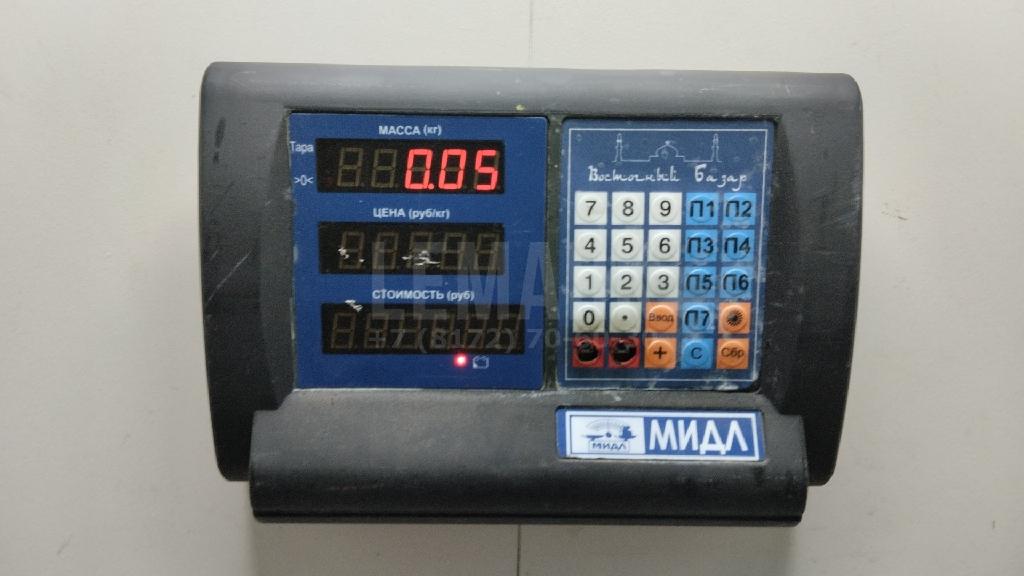 МАССА (кг)
Тара
0.05
>0<
ЦЕНА (руб/кг)
СТОИМОСТЬ (руб)
Восточный Базар
7 8 9 П1 П2
4 5 6 П3 П4
1 2 3 П5 П6
0 . Ввод П7
+ С Сбр
МИДЛ
МИДЛ